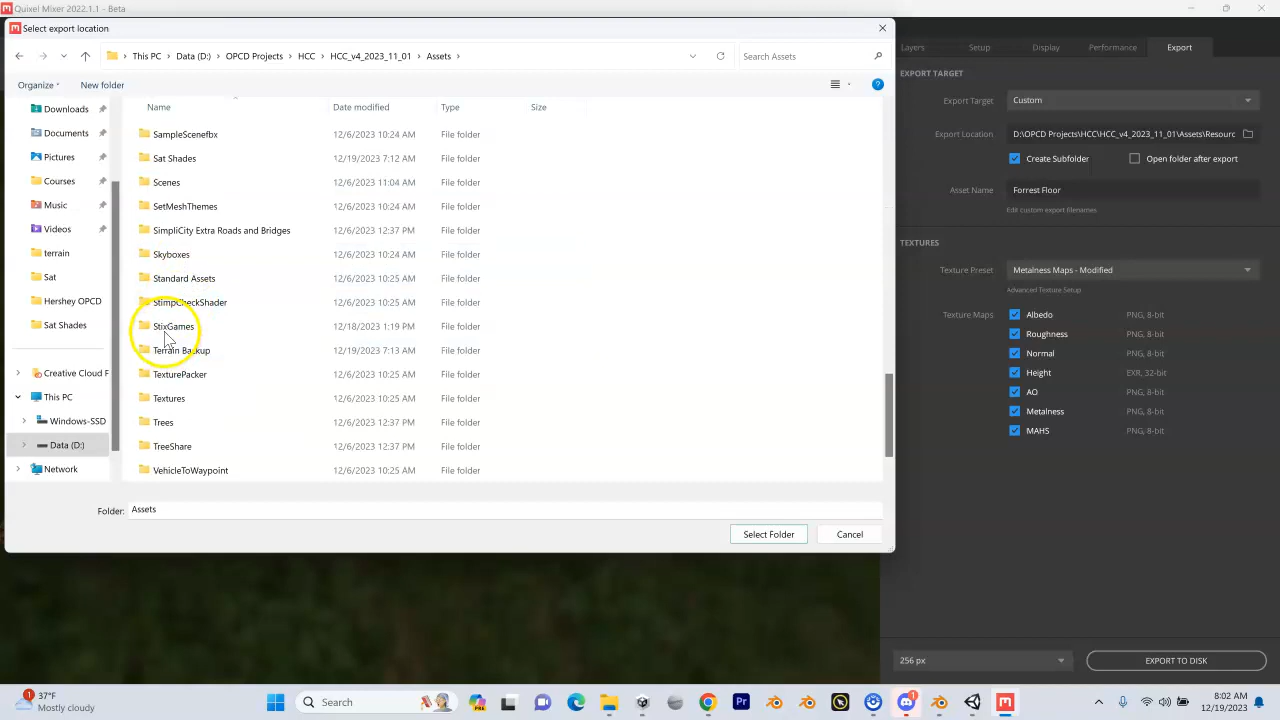 Quixel Mixer 2022.1.1 - Beta
Select export location
This PC > Data (D:) > OPCD Projects > HCC > HCC_v4_2023_11_01 > Assets >
Search Assets
Organize
New folder
Name Date modified Type Size
Downloads
Documents
Pictures
Courses
Music
Videos
terrain
Sat
Hershey OPCD
Sat Shades
Creative Cloud F
This PC
Windows-SSD
Data (D:)
Network
SampleScenefbx 12/6/2023 10:24 AM File folder
Sat Shades 12/19/2023 7:12 AM File folder
Scenes 12/6/2023 11:04 AM File folder
SetMeshThemes 12/6/2023 10:24 AM File folder
SimpliCity Extra Roads and Bridges 12/6/2023 12:37 PM File folder
Skyboxes 12/6/2023 10:24 AM File folder
Standard Assets 12/6/2023 10:25 AM File folder
StimpCheckShader 12/6/2023 10:25 AM File folder
StixGames 12/18/2023 1:19 PM File folder
Terrain Backup 12/19/2023 7:13 AM File folder
TexturePacker 12/6/2023 10:25 AM File folder
Textures 12/6/2023 10:25 AM File folder
Trees 12/6/2023 12:37 PM File folder
TreeShare 12/6/2023 12:37 PM File folder
VehicleToWaypoint 12/6/2023 10:25 AM File folder
Folder: Assets
Select Folder
Cancel
Layers Setup Display Performance Export
EXPORT TARGET
Export Target Custom
Export Location D:\OPCD Projects\HCC\HCC_v4_2023_11_01\Assets\Resourc
Create Subfolder
Open folder after export
Asset Name Forrest Floor
Edit custom export filenames
TEXTURES
Texture Preset Metalness Maps - Modified
Advanced Texture Setup
Texture Maps Albedo PNG, 8-bit
Roughness PNG, 8-bit
Normal PNG, 8-bit
Height EXR, 32-bit
AO PNG, 8-bit
Metalness PNG, 8-bit
MAHS PNG, 8-bit
256 px
EXPORT TO DISK
1
37°F
Mostly cloudy
Search
Pr
1
8:02 AM
12/19/2023